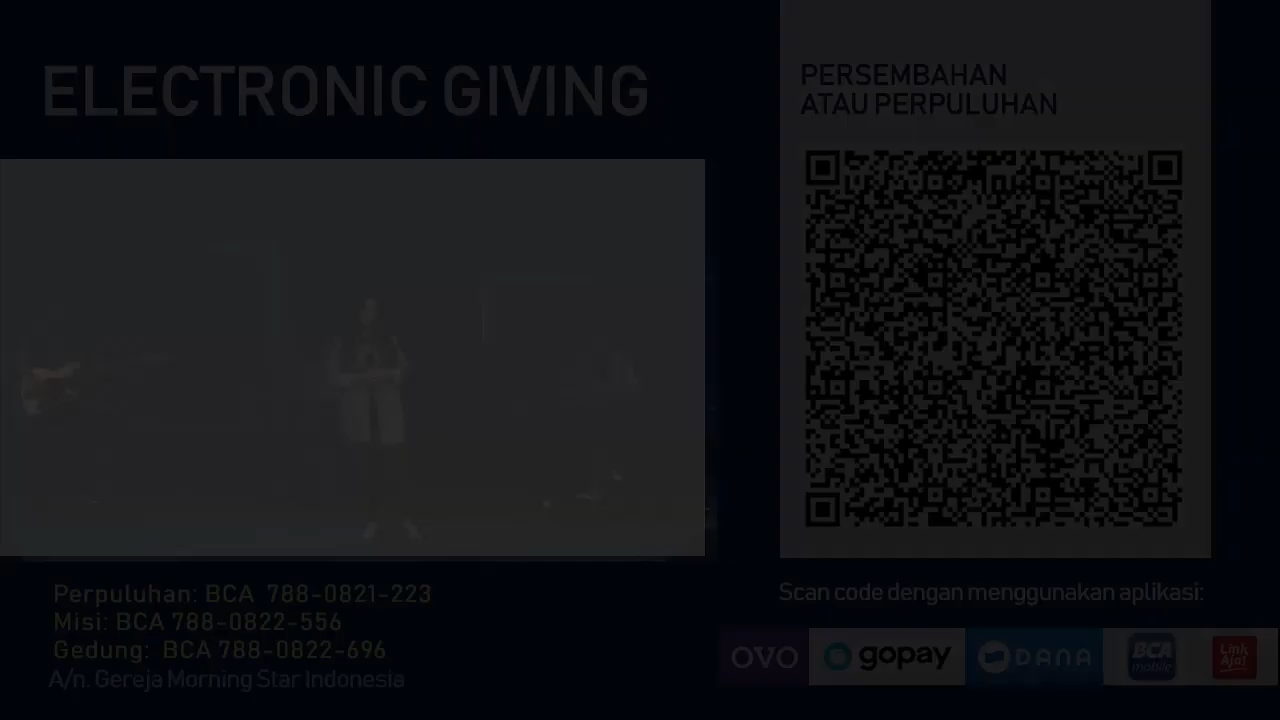 ELECTRONIC GIVING
PERSEMBAHAN
ATAU PERPULUHAN
Perpuluhan: BCA 788-0821-223
Misi: BCA 788-0822-556
Gedung: BCA 788-0822-696
A/n. Gereja Morning Star Indonesia
Scan code dengan menggunakan aplikasi:
OVO
gopay
DANA
BCA
mobile
Link
Aja!